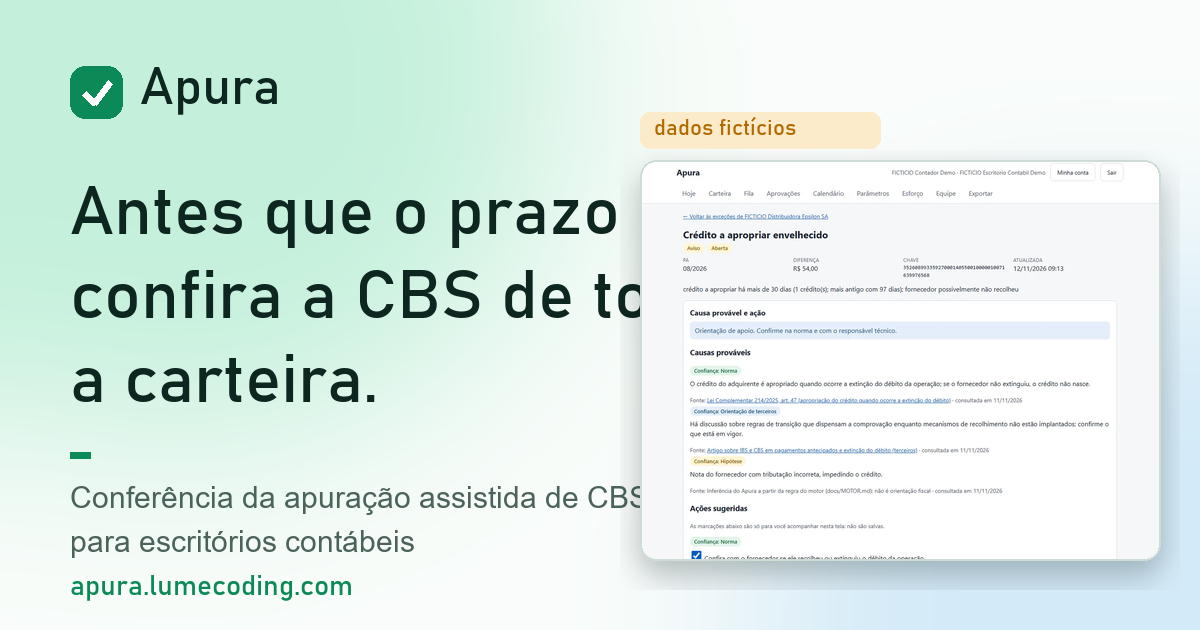 Apura
Antes que o prazo
confira a CBS de to
a carteira.
Conferência da apuração assistida de CBS
para escritórios contábeis
apura.lumecoding.com
dados fictícios
Apura
FICTICIO Contador Demo · FICTICIO Escritorio Contabil Demo Minha conta Sair
Hoje Carteira Fila Aprovações Calendário Parâmetros Esforço Equipe Exportar
← Voltar às exceções de FICTICIO Distribuidora Epsilon SA
Crédito a apropriar envelhecido
Aviso Aberta
PA DIFERENÇA CHAVE ATUALIZADA
08/2026 R$ 54,00 12/11/2026 09:13
crédito a apropriar há mais de 30 dias (1 crédito(s); mais antigo com 97 dias); fornecedor possivelmente não recolheu
Causa provável e ação
Orientação de apoio. Confirme na norma e com o responsável técnico.
Causas prováveis
Confiança: Norma
O crédito do adquirente é apropriado quando ocorre a extinção do débito da operação; se o fornecedor não extinguiu, o crédito não nasce.
Fonte: Lei Complementar 214/2025, art. 47 (apropriação do crédito quando ocorre a extinção do débito) · consultada em 11/11/2026
Confiança: Orientação de terceiros
Há discussão sobre regras de transição que dispensam a comprovação enquanto mecanismos de recolhimento não estão implantados; confirme o
que está em vigor.
Fonte: Artigo sobre IBS e CBS em pagamentos antecipados e extinção do débito (terceiros) · consultada em 11/11/2026
Confiança: Hipótese
Nota do fornecedor com tributação incorreta, impedindo o crédito.
Fonte: Inferência do Apura a partir da regra do motor (docs/MOTOR.md); não é orientação fiscal · consultada em 11/11/2026
Ações sugeridas
As marcações abaixo são só para você acompanhar nesta tela: não são salvas.
Confiança: Norma
Confira com o fornecedor se ele recolheu ou extinguiu o débito da operação.